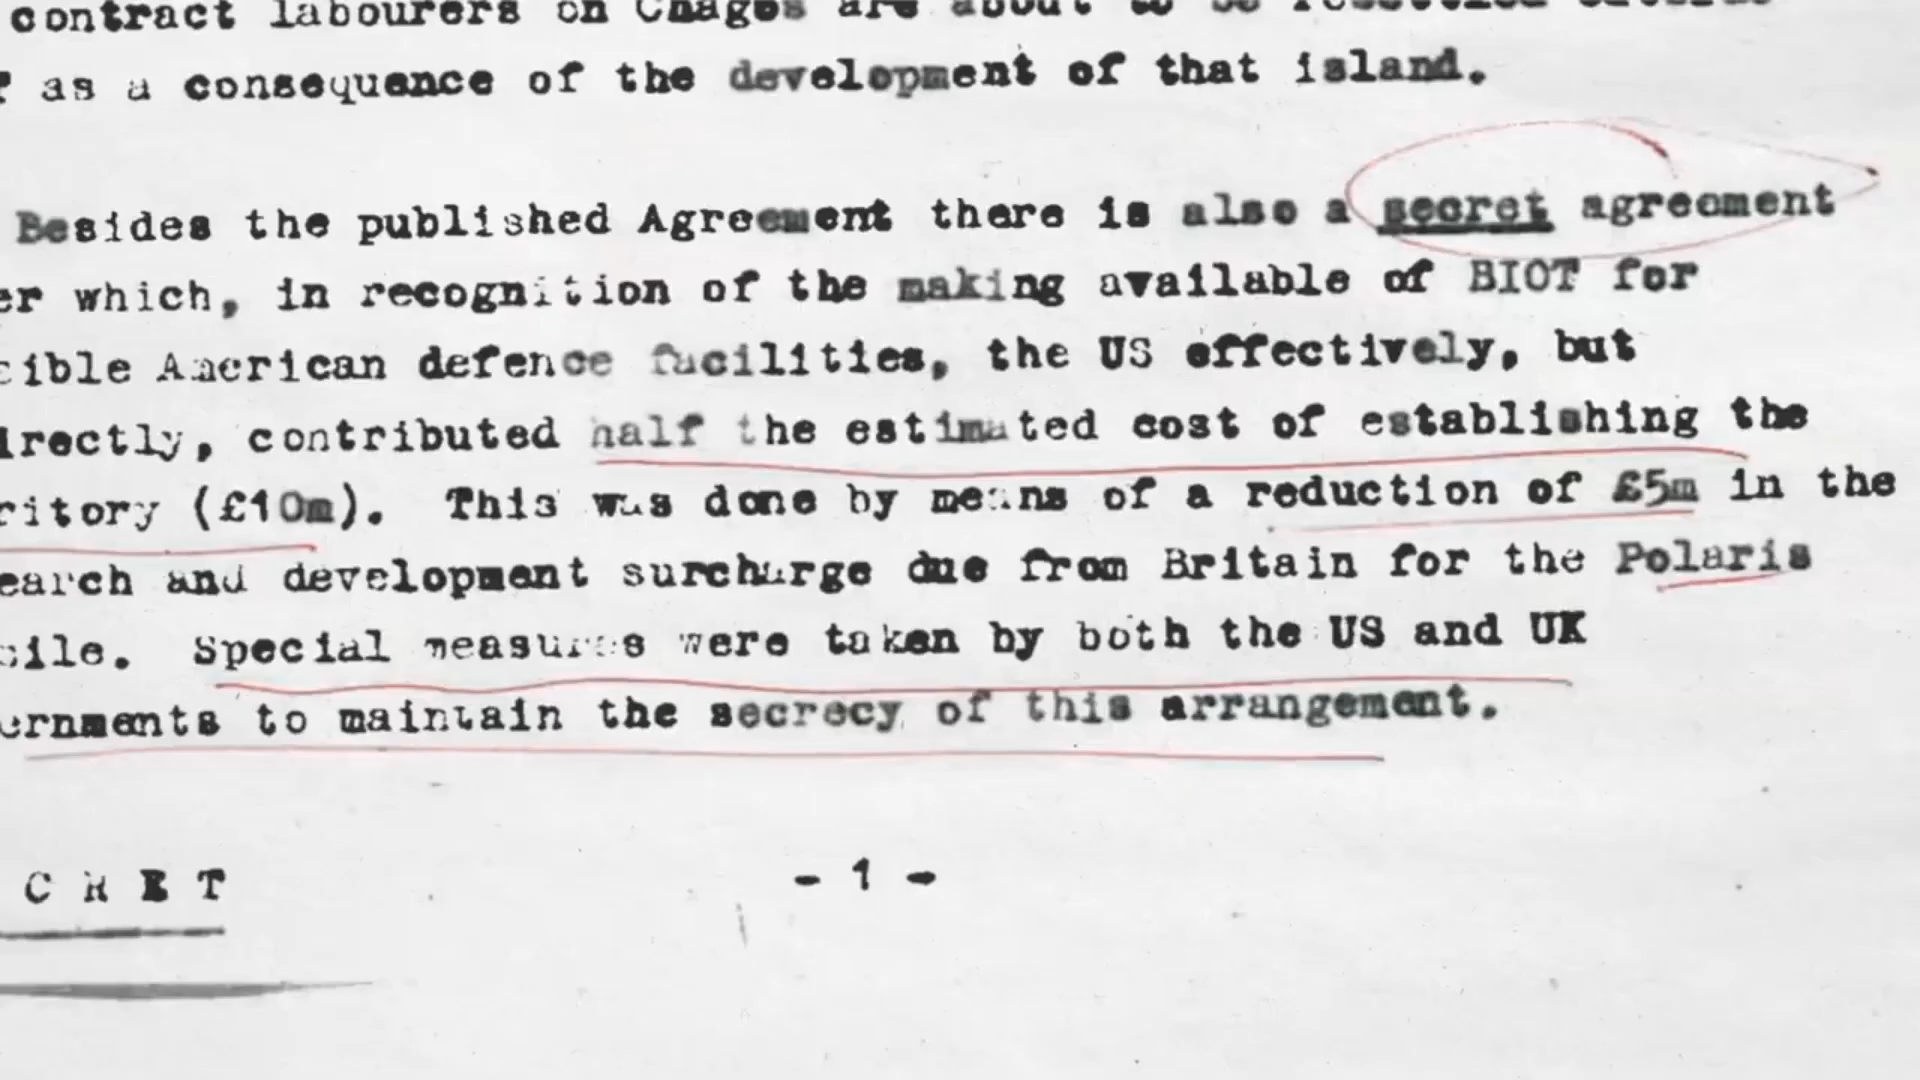 contract labourers on Chagos are about to be resettled
as a consequence of the development of that island.
Besides the published Agreement there is also a secret agreement
er which, in recognition of the making available of BIOT for
ible American defence facilities, the US effectively, but
irectly, contributed half the estimated cost of establishing the
ritory (£10m). This was done by means of a reduction of £5m in the
earch and development surcharge due from Britain for the Polaris
sile. Special measures were taken by both the US and UK
ernments to maintain the secrecy of this arrangement.
C R E T
- 1 -